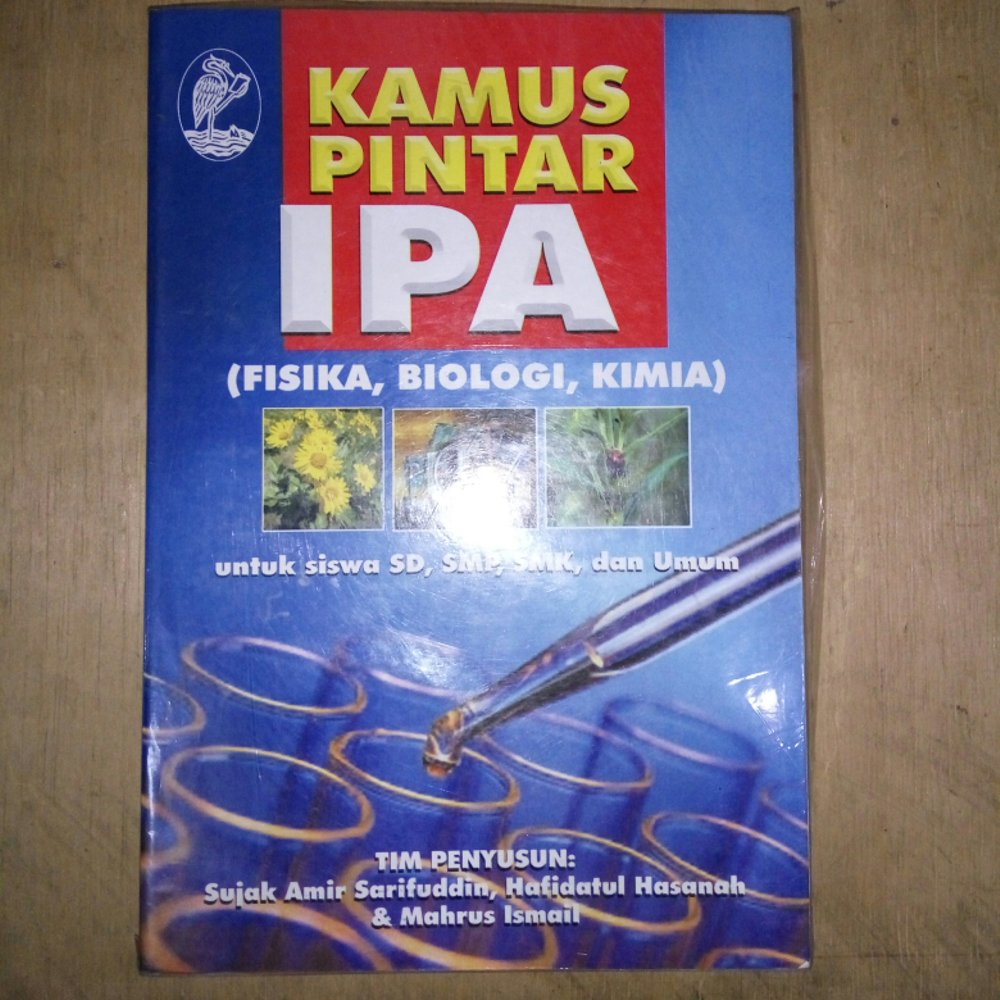 KAMUS
PINTAR
IPA
(FISIKA, BIOLOGI, KIMIA)
untuk siswa SD, SMP, SMK, dan Umum
TIM PENYUSUN:
Sujak Amir Sarifuddin, Hafidatul Hasanah
& Mahrus Ismail